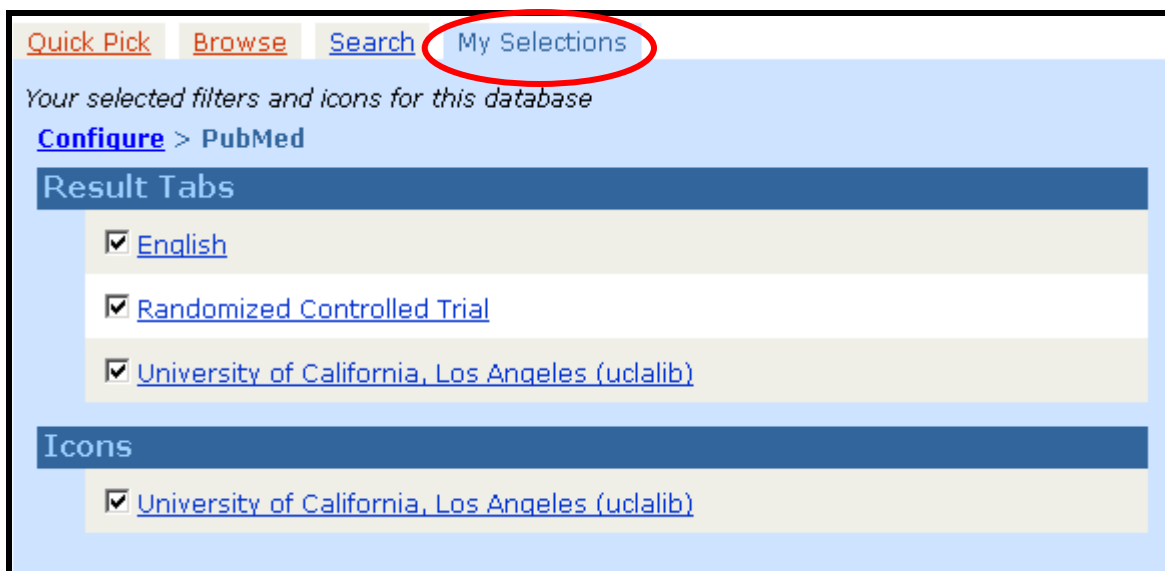 Quick Pick Browse Search My Selections
Your selected filters and icons for this database
Configure > PubMed
Result Tabs
English
Randomized Controlled Trial
University of California, Los Angeles (uclalib)
Icons
University of California, Los Angeles (uclalib)